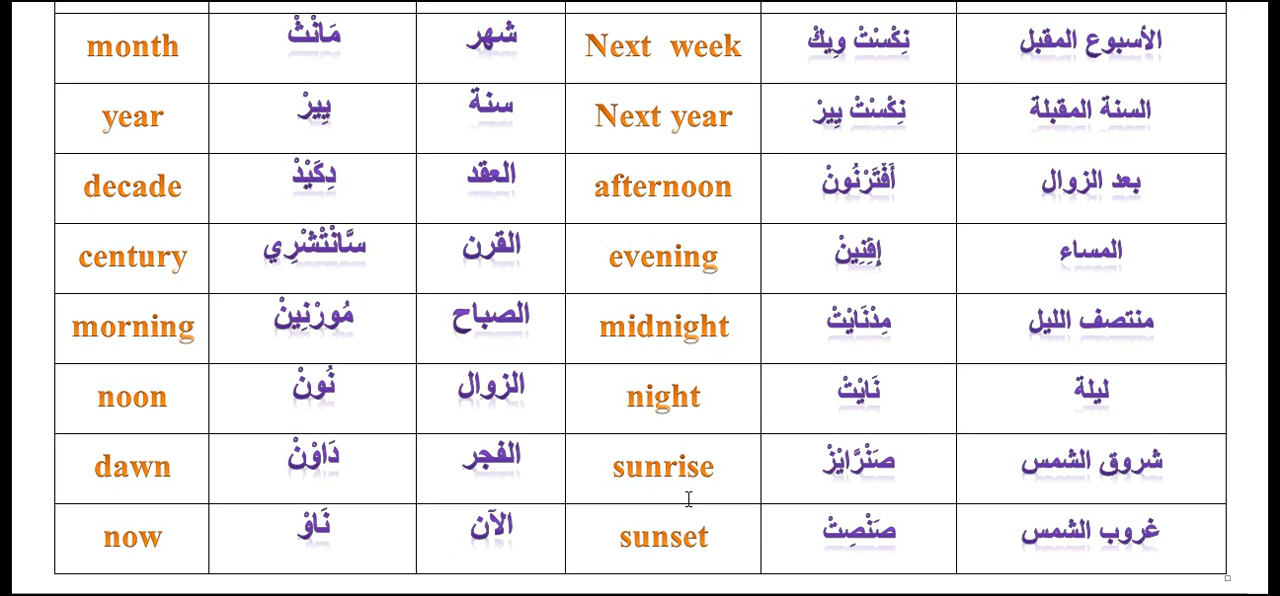 month مَانْثْ شهر Next week نِكْسْتْ وِيكْ الأسبوع المقبل
year يِيرْ سنة Next year نِكْسْتْ يِيرْ السنة المقبلة
decade دِكَيْدْ العقد afternoon أَفْتَرْنُونْ بعد الزوال
century سَّانْتْشْرِي القرن evening إِڤنِينْ المساء
morning مُورْنِينْ الصباح midnight مِدْنَايْتْ منتصف الليل
noon نُونْ الزوال night نَايْتْ ليلة
dawn دَاوْنْ الفجر sunrise صَنْرَّايْزْ شروق الشمس
now نَاوْ الآن sunset صَنْصِتْ غروب الشمس